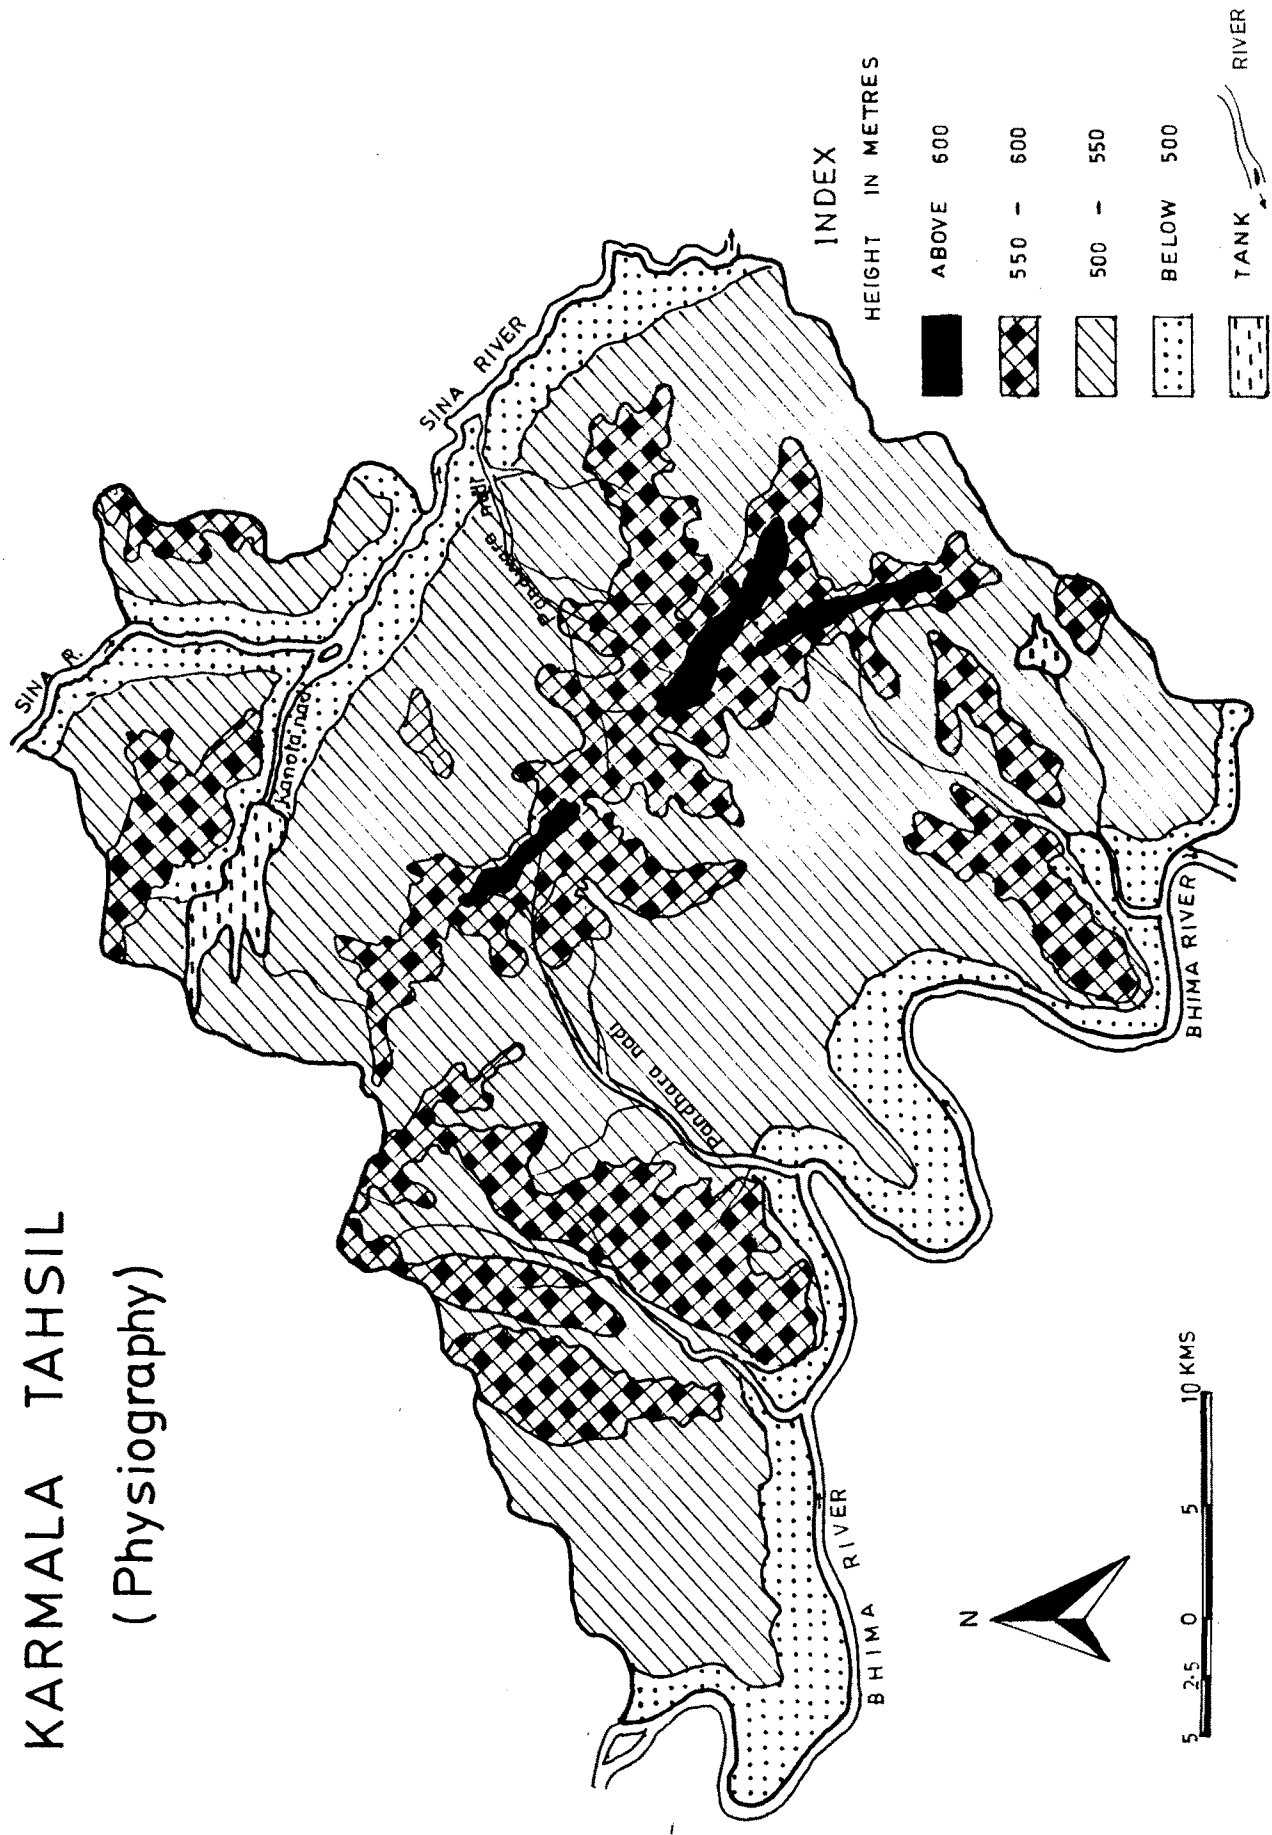 KARMALA TAHSIL
(Physiography)
SINA R.
Kanola nadi
SINA RIVER
Pandhara nadi
BHIMA RIVER
BHIMA RIVER
N
5 2.5 0 5 10 KMS
INDEX
HEIGHT IN METRES
ABOVE 600
550 – 600
500 – 550
BELOW 500
TANK
RIVER